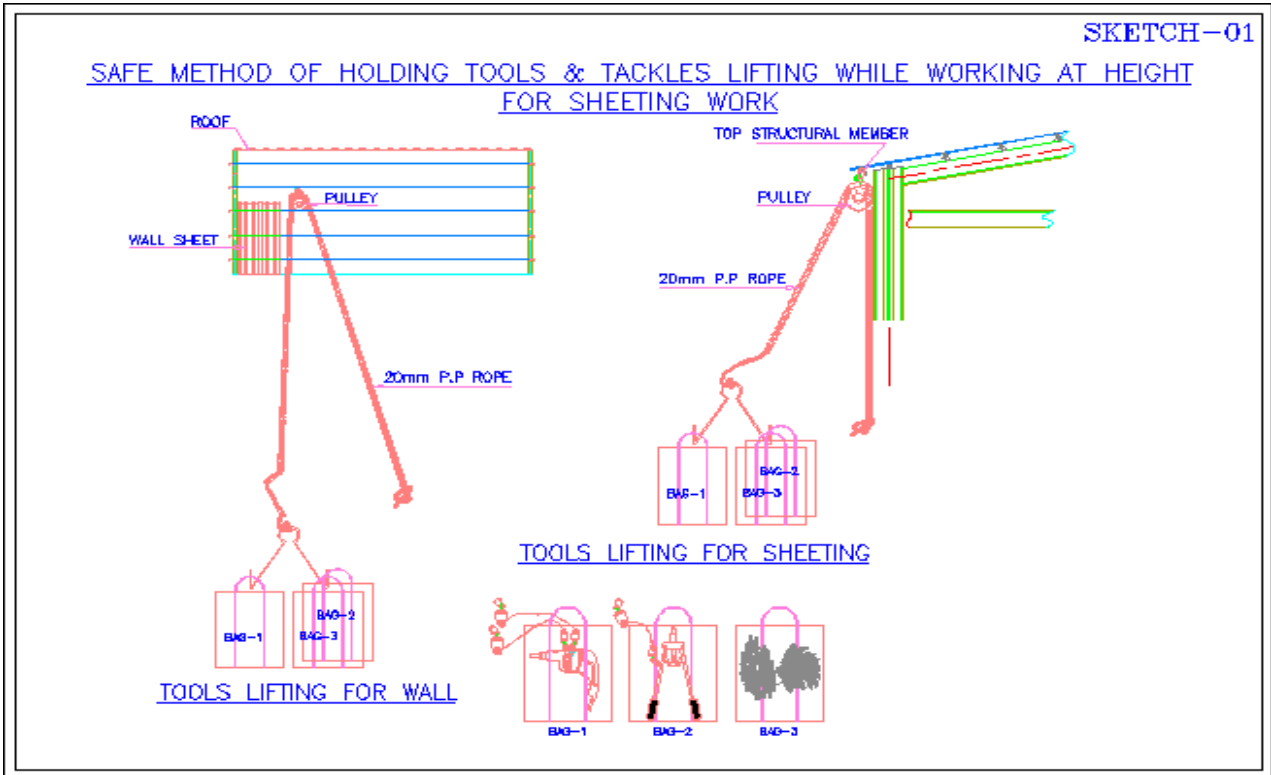 SKETCH-01
SAFE METHOD OF HOLDING TOOLS & TACKLES LIFTING WHILE WORKING AT HEIGHT
FOR SHEETING WORK
ROOF
PULLEY
WALL SHEET
20mm P.P ROPE
BAG-1
BAG-2
BAG-3
TOOLS LIFTING FOR WALL
TOP STRUCTURAL MEMBER
PULLEY
20mm P.P ROPE
BAG-1
BAG-2
BAG-3
TOOLS LIFTING FOR SHEETING
BAG-1
BAG-2
BAG-3